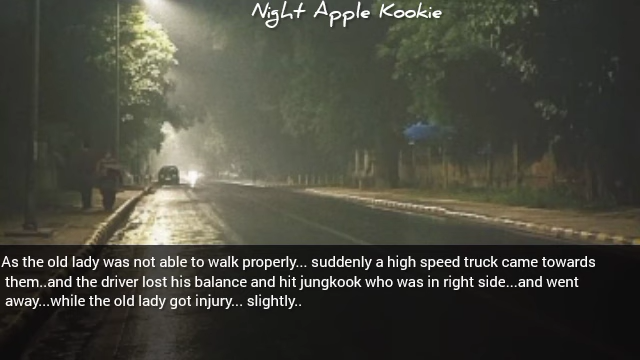 Night Apple Kookie
As the old lady was not able to walk properly... suddenly a high speed truck came towards
them..and the driver lost his balance and hit jungkook who was in right side...and went
away...while the old lady got injury... slightly..